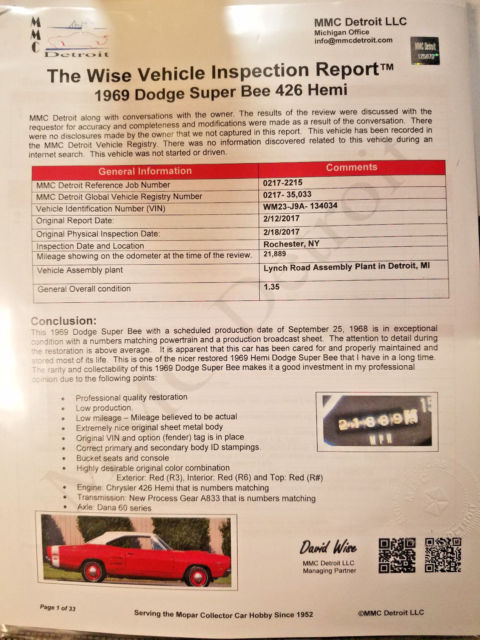 MMC
Detroit
MMC Detroit LLC
Michigan Office
info@mmcdetroit.com
The Wise Vehicle Inspection Report™
1969 Dodge Super Bee 426 Hemi
MMC Detroit along with conversations with the owner. The results of the review were discussed with the
requestor for accuracy and completeness and modifications were made as a result of the conversation. There
were no disclosures made by the owner that we not captured in this report. This vehicle has been recorded in
the MMC Detroit Vehicle Registry. There was no information discovered related to this vehicle during an
internet search. This vehicle was not started or driven.
General Information Comments
MMC Detroit Reference Job Number 0217-2215
MMC Detroit Global Vehicle Registry Number 0217- 35,033
Vehicle Identification Number (VIN) WM23-J9A- 134034
Original Report Date: 2/12/2017
Original Physical Inspection Date: 2/18/2017
Inspection Date and Location Rochester, NY
Mileage showing on the odometer at the time of the review. 21,889
Vehicle Assembly plant Lynch Road Assembly Plant in Detroit, MI
General Overall condition 1.35
Conclusion:
This 1969 Dodge Super Bee with a scheduled production date of September 25, 1968 is in exceptional
condition with a numbers matching powertrain and a production broadcast sheet. The attention to detail during
the restoration is above average. It is apparent that this car has been cared for and properly maintained and
stored most of its life. This is one of the nicer restored 1969 Hemi Dodge Super Bee that I have in a long time.
The rarity and collectability of this 1969 Dodge Super Bee makes it a good investment in my professional
opinion due to the following points:
• Professional quality restoration
• Low production
• Low mileage – Mileage believed to be actual
• Extremely nice original sheet metal body
• Original VIN and option (fender) tag is in place
• Correct primary and secondary body ID stampings
• Bucket seats and console
• Highly desirable original color combination
Exterior: Red (R3), Interior: Red (R6) and Top: Red (R#)
• Engine: Chrysler 426 Hemi that is numbers matching
• Transmission: New Process Gear A833 that is numbers matching
• Axle: Dana 60 series
MPH
David Wise
MMC Detroit LLC
Managing Partner
Page 1 of 33
Serving the Mopar Collector Car Hobby Since 1952
©MMC Detroit LLC